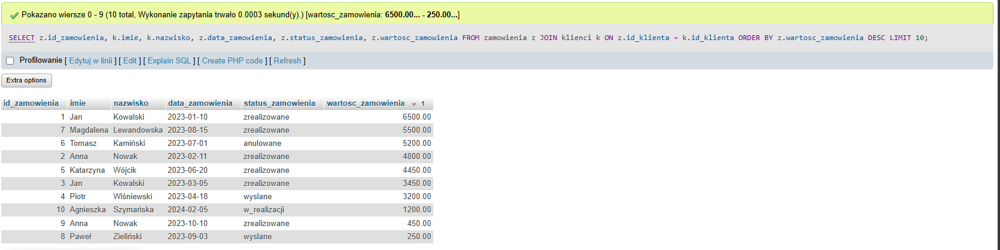 Pokazano wiersze 0 - 9 (10 total, Wykonanie zapytania trwało 0.0003 sekund(y).) [wartosc_zamowienia: 6500.00... - 250.00...]
SELECT z.id_zamowienia, k.imie, k.nazwisko, z.data_zamowienia, z.status_zamowienia, z.wartosc_zamowienia FROM zamowienia z JOIN klienci k ON z.id_klienta = k.id_klienta ORDER BY z.wartosc_zamowienia DESC LIMIT 10;
Profilowanie [ Edytuj w linii ] [ Edit ] [ Explain SQL ] [ Create PHP code ] [ Refresh ]
Extra options
id_zamowienia imie nazwisko data_zamowienia status_zamowienia wartosc_zamowienia 1
1 Jan Kowalski 2023-01-10 zrealizowane 6500.00
7 Magdalena Lewandowska 2023-08-15 zrealizowane 5500.00
6 Tomasz Kamiński 2023-07-01 anulowane 5200.00
2 Anna Nowak 2023-02-11 zrealizowane 4800.00
5 Katarzyna Wójcik 2023-06-20 zrealizowane 4450.00
3 Jan Kowalski 2023-03-05 zrealizowane 3450.00
4 Piotr Wiśniewski 2023-04-18 wyslane 3200.00
10 Agnieszka Szymańska 2024-02-05 w_realizacji 1200.00
9 Anna Nowak 2023-10-10 zrealizowane 450.00
8 Paweł Zieliński 2023-09-03 wyslane 250.00